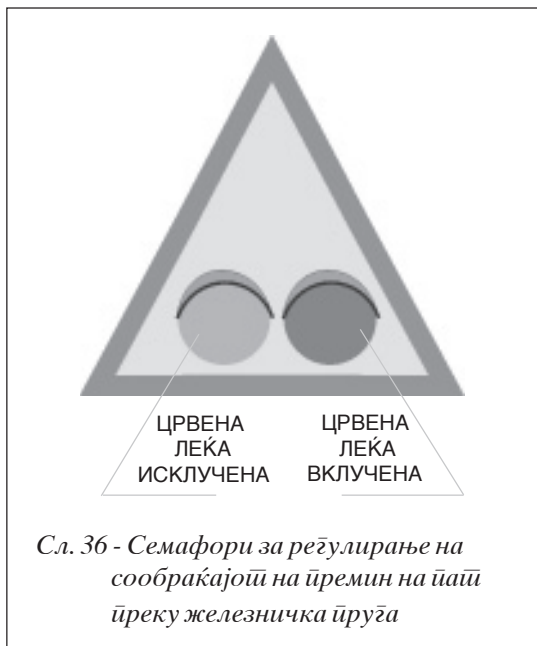 ЦРВЕНА ЛЕЌА ИСКЛУЧЕНА
ЦРВЕНА ЛЕЌА ВКЛУЧЕНА
Сл. 36 - Семафори за регулирање на
сообраќајот на премин на пат
преку железничка пруга